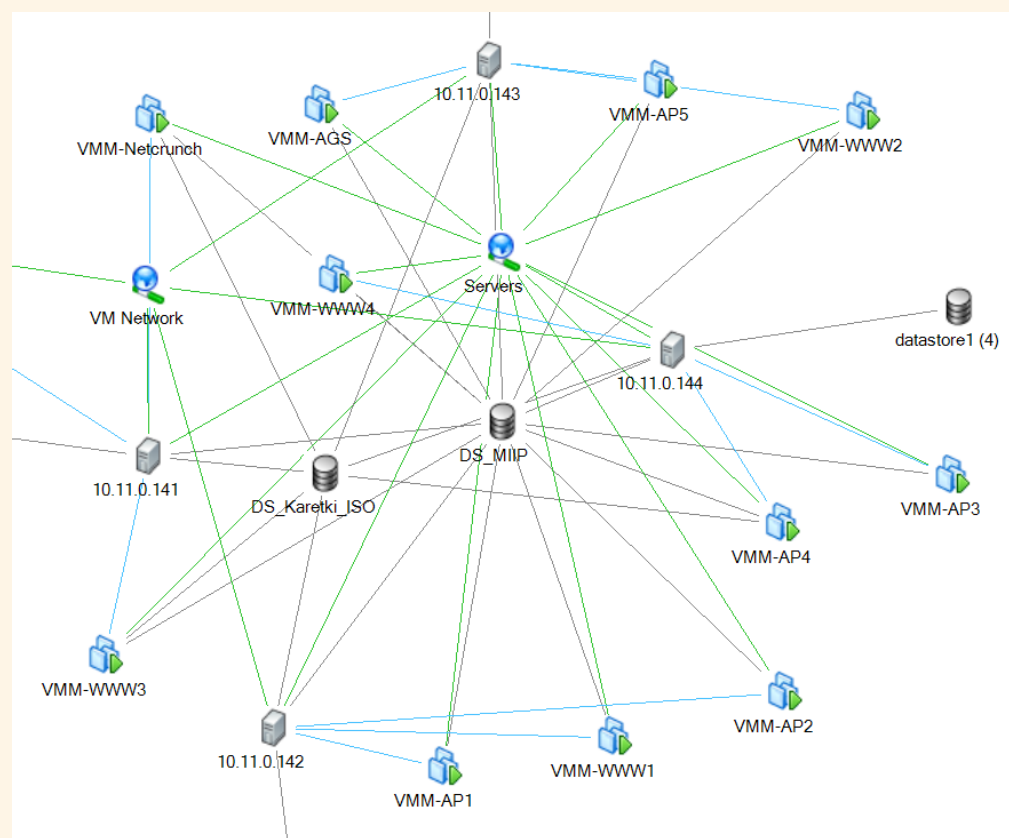 10.11.0.143
VMM-AP5
VMM-AGS
VMM-Netcrunch
VMM-WWW2
Servers
VMM-WWW4
VM Network
datastore1 (4)
10.11.0.144
DS_MIIP
10.11.0.141
DS_Karetki_ISO
VMM-AP3
VMM-AP4
VMM-WWW3
VMM-AP2
10.11.0.142
VMM-WWW1
VMM-AP1